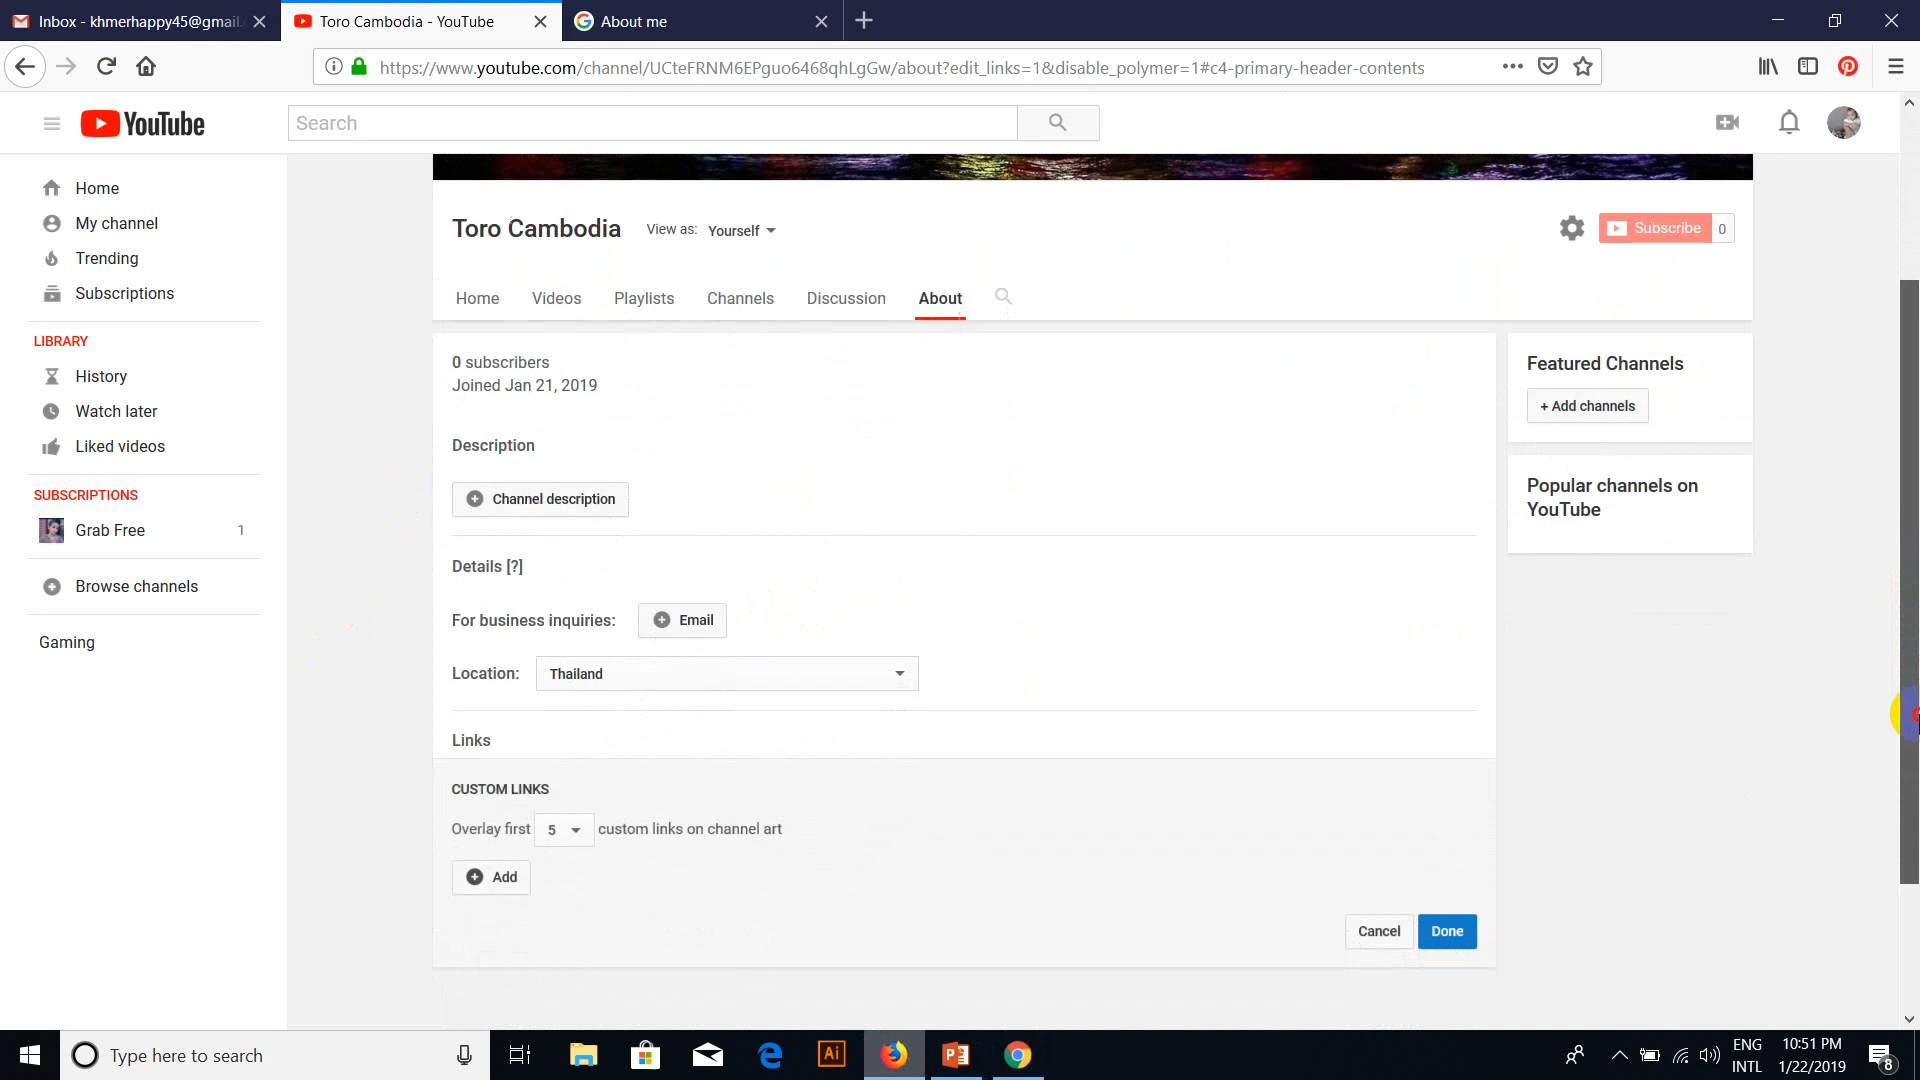 Inbox - khmerhappy45@gmail.
Toro Cambodia - YouTube
About me
https://www.youtube.com/channel/UCteFRNM6EPguo6468qhLgGw/about?edit_links=1&disable_polymer=1#c4-primary-header-contents
YouTube
Search
Home
My channel
Trending
Subscriptions
LIBRARY
History
Watch later
Liked videos
SUBSCRIPTIONS
Grab Free 1
Browse channels
Gaming
Toro Cambodia View as: Yourself
Subscribe 0
Home Videos Playlists Channels Discussion About
0 subscribers
Joined Jan 21, 2019
Description
Channel description
Details [?]
For business inquiries: Email
Location: Thailand
Links
CUSTOM LINKS
Overlay first 5 custom links on channel art
Add
Cancel Done
Featured Channels
+ Add channels
Popular channels on
YouTube
Type here to search
Ai
ENG
INTL
10:51 PM
1/22/2019
8